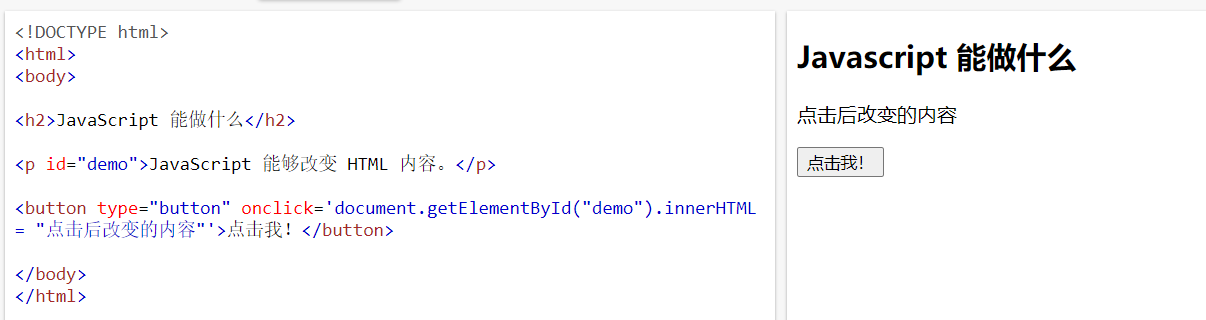 <!DOCTYPE html>
<html>
<body>
<h2>JavaScript 能做什么</h2>
<p id="demo">JavaScript 能够改变 HTML 内容。</p>
<button type="button" onclick='document.getElementById("demo").innerHTML
= "点击后改变的内容"'>点击我！</button>
</body>
</html>
Javascript 能做什么
点击后改变的内容
点击我！